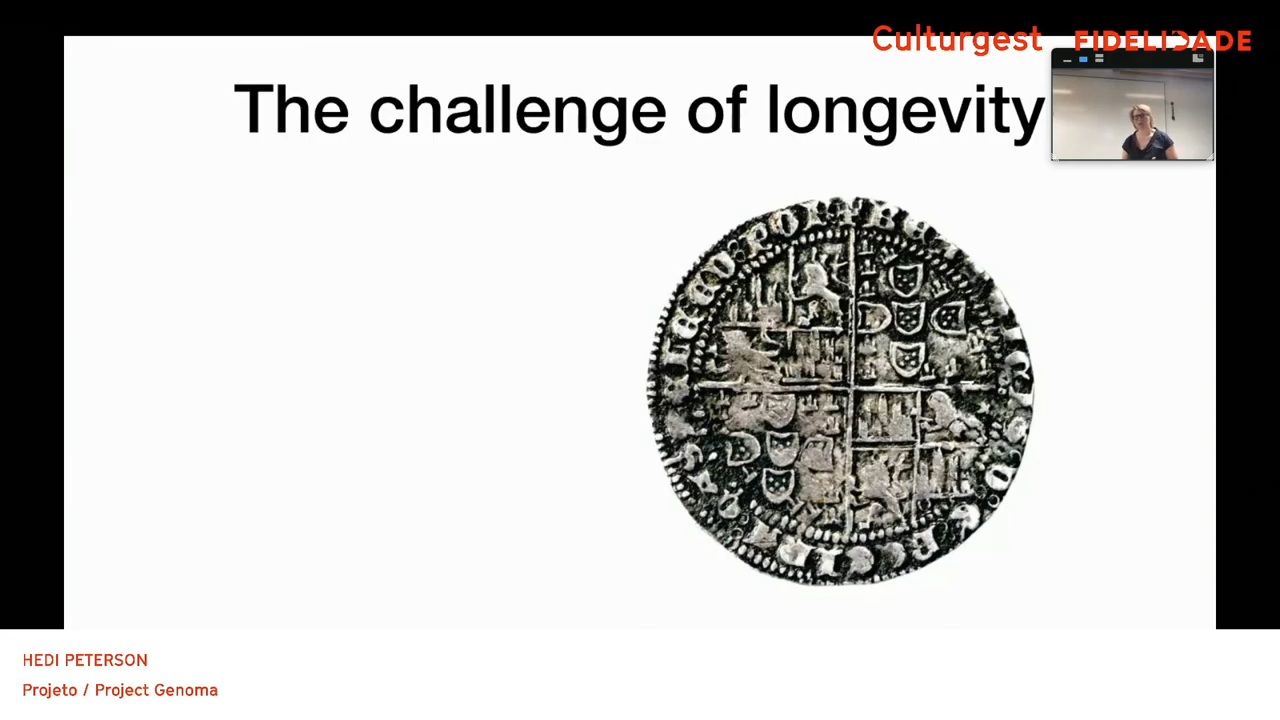 Culturgest FIDELIDADE
The challenge of longevity
HEDI PETERSON
Projeto / Project Genoma